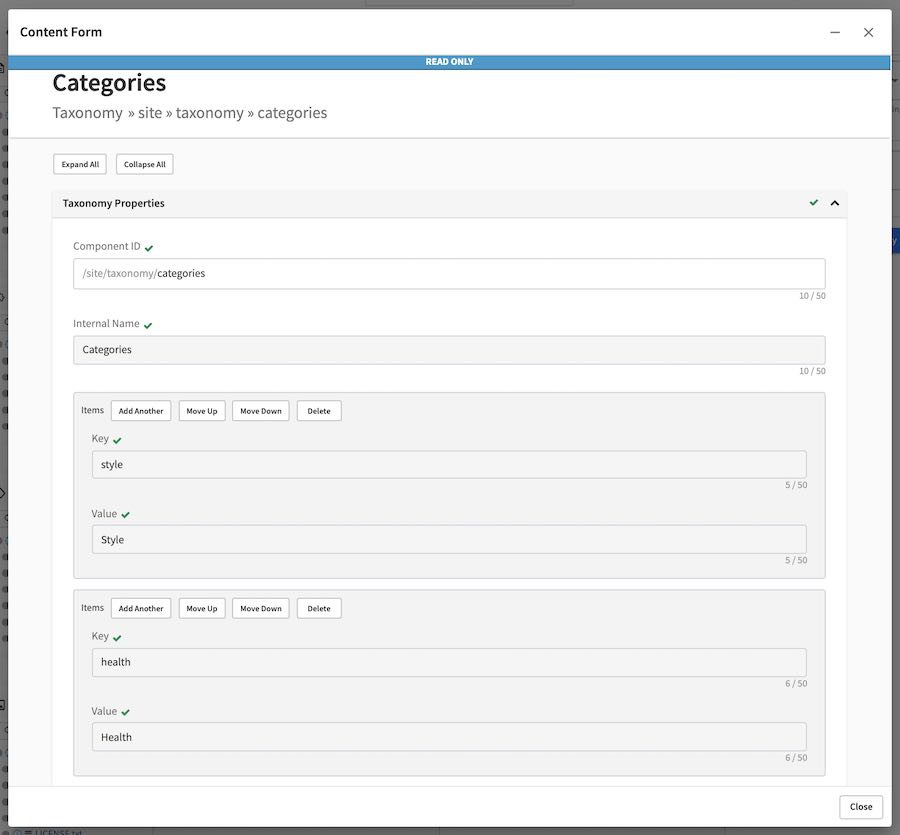 Content Form
READ ONLY
Categories
Taxonomy » site » taxonomy » categories
Expand All Collapse All
Taxonomy Properties
Component ID
/site/taxonomy/categories
10 / 50
Internal Name
Categories
10 / 50
Items Add Another Move Up Move Down Delete
Key
style
5 / 50
Value
Style
5 / 50
Items Add Another Move Up Move Down Delete
Key
health
6 / 50
Value
Health
6 / 50
Close
LICENSE.txt